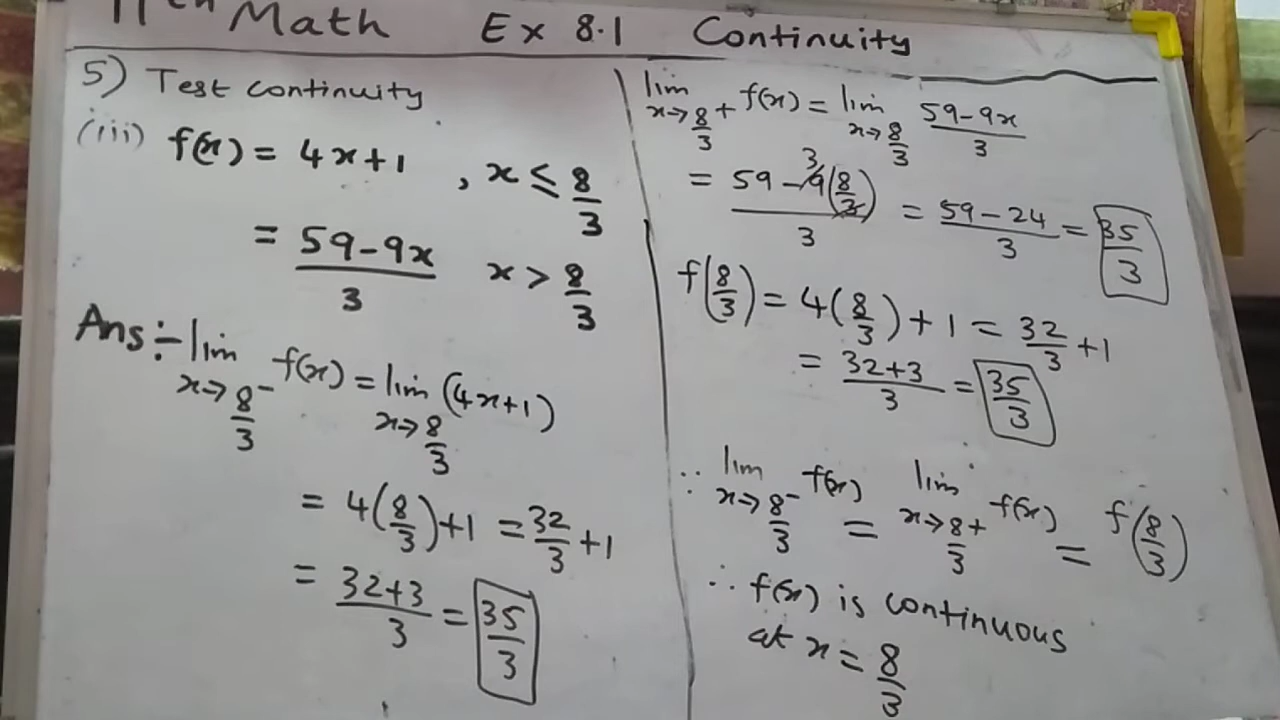 11th Math Ex 8.1 Continuity
5) Test continuity
(iii) f(x) = 4x+1 , x ≤ 8/3
= 59-9x/3 x > 8/3
Ans:- lim x→8/3⁻ f(x) = lim x→8/3 (4x+1)
= 4(8/3)+1 = 32/3 +1
= 32+3/3 = 35/3
lim x→8/3+ f(x) = lim x→8/3 59-9x/3
= 59-9(8/3)/3 = 59-24/3 = 35/3
f(8/3) = 4(8/3)+1 = 32/3 +1
= 32+3/3 = 35/3
∵ lim x→8/3⁻ f(x) = lim x→8/3+ f(x) = f(8/3)
∴ f(x) is continuous
at x = 8/3